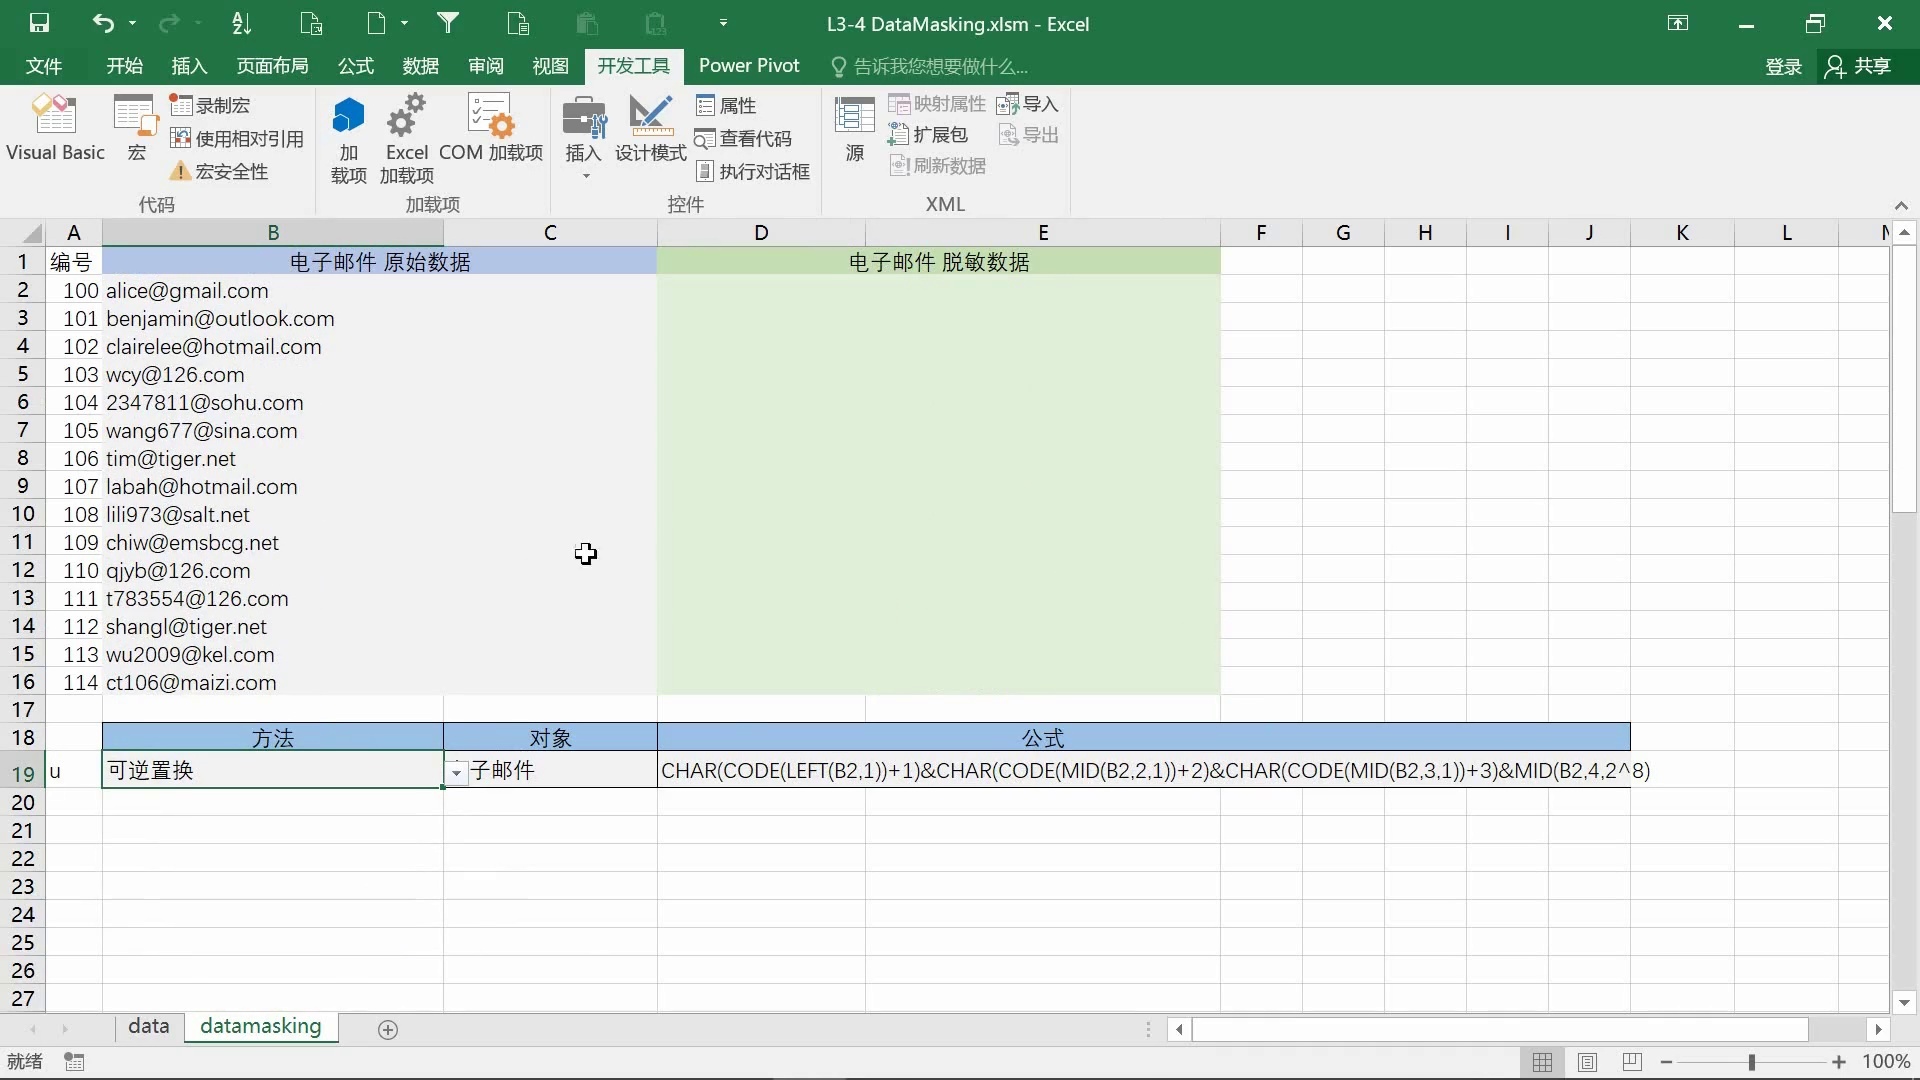 L3-4 DataMasking.xlsm - Excel
文件 开始 插入 页面布局 公式 数据 审阅 视图 开发工具 Power Pivot 告诉我您想要做什么... 登录 共享
Visual Basic 宏 录制宏 使用相对引用 宏安全性
代码
加载项 Excel 加载项 COM 加载项
加载项
插入 设计模式 属性 查看代码 执行对话框
控件
源 映射属性 扩展包 刷新数据 导入 导出
XML
A B C D E F G H I J K L
1 编号 电子邮件 原始数据 电子邮件 脱敏数据
2 100 alice@gmail.com
3 101 benjamin@outlook.com
4 102 clairelee@hotmail.com
5 103 wcy@126.com
6 104 2347811@sohu.com
7 105 wang677@sina.com
8 106 tim@tiger.net
9 107 labah@hotmail.com
10 108 lili973@salt.net
11 109 chiw@emsbcg.net
12 110 qjyb@126.com
13 111 t783554@126.com
14 112 shangl@tiger.net
15 113 wu2009@kel.com
16 114 ct106@maizi.com
17
18 方法 对象 公式
19 u 可逆置换 子邮件 CHAR(CODE(LEFT(B2,1))+1)&CHAR(CODE(MID(B2,2,1))+2)&CHAR(CODE(MID(B2,3,1))+3)&MID(B2,4,2^8)
20
21
22
23
24
25
26
27
data datamasking
就绪 100%